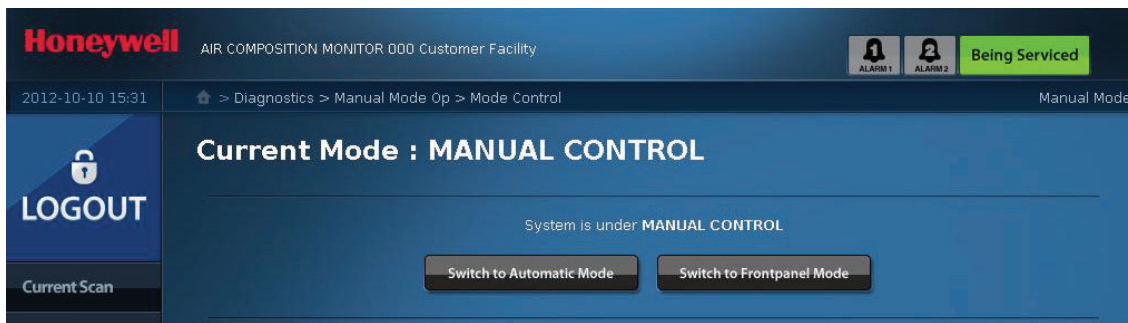 Honeywell
AIR COMPOSITION MONITOR 000 Customer Facility
1
ALARM 1
2
ALARM 2
Being Serviced
2012-10-10 15:31
> Diagnostics > Manual Mode Op > Mode Control
Manual Mode
LOGOUT
Current Mode : MANUAL CONTROL
System is under MANUAL CONTROL
Switch to Automatic Mode
Switch to Frontpanel Mode
Current Scan